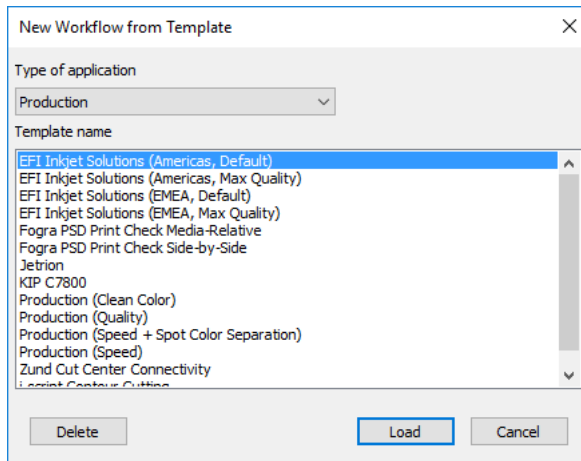 New Workflow from Template
Type of application
Production
Template name
EFI Inkjet Solutions (Americas, Default)
EFI Inkjet Solutions (Americas, Max Quality)
EFI Inkjet Solutions (EMEA, Default)
EFI Inkjet Solutions (EMEA, Max Quality)
Fogra PSD Print Check Media-Relative
Fogra PSD Print Check Side-by-Side
Jetrion
KIP C7800
Production (Clean Color)
Production (Quality)
Production (Speed + Spot Color Separation)
Production (Speed)
Zund Cut Center Connectivity
i-script Contour Cutting
Delete Load Cancel